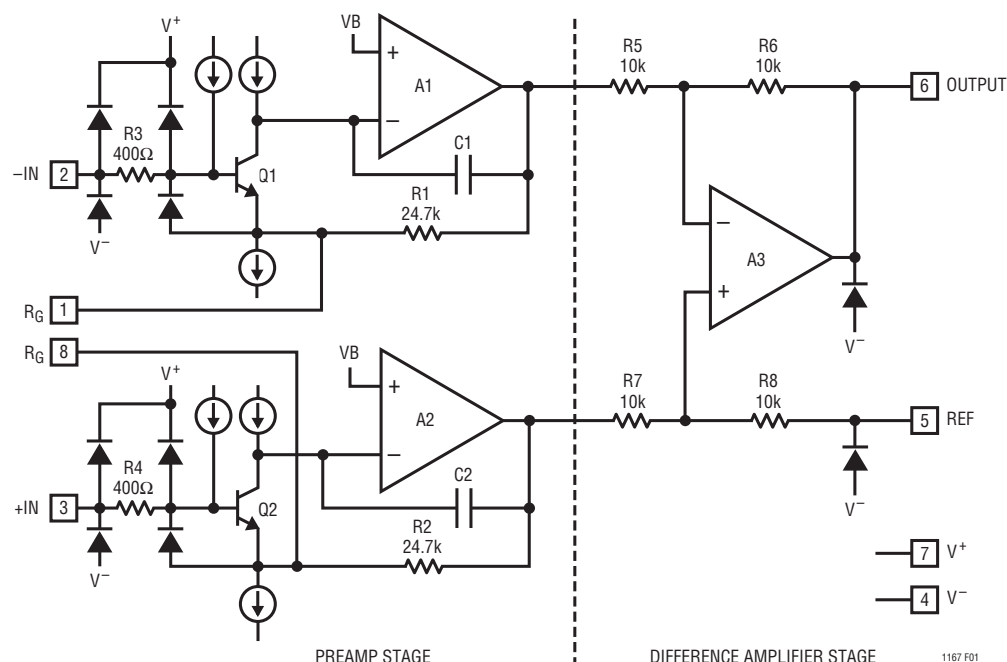 V+
VB
R3
400Ω
−IN
2
V−
Q1
A1
+
−
C1
R1
24.7k
RG
1
RG
8
V+
VB
R4
400Ω
+IN
3
V−
Q2
A2
+
−
C2
R2
24.7k
PREAMP STAGE
R5
10k
R6
10k
6
OUTPUT
A3
−
+
V−
R7
10k
R8
10k
5
REF
V−
7
V+
4
V−
DIFFERENCE AMPLIFIER STAGE
1167 F01